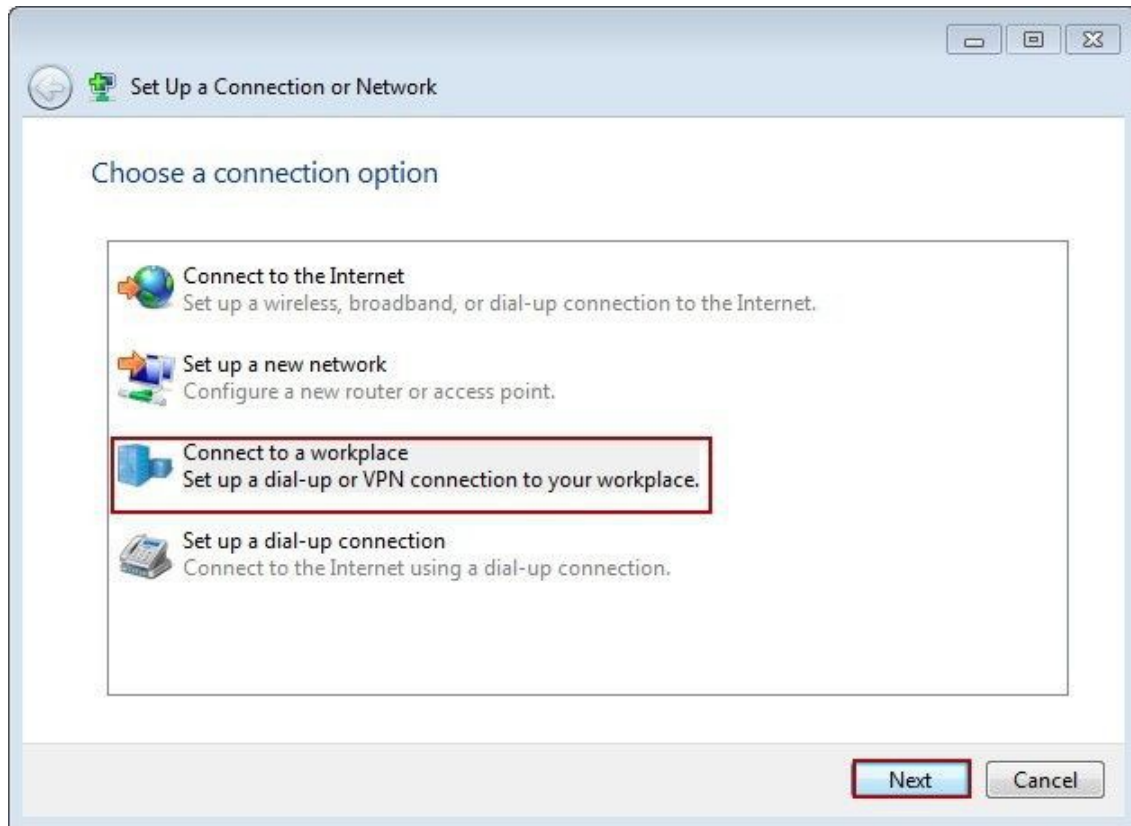 Set Up a Connection or Network
Choose a connection option
Connect to the Internet
Set up a wireless, broadband, or dial-up connection to the Internet.
Set up a new network
Configure a new router or access point.
Connect to a workplace
Set up a dial-up or VPN connection to your workplace.
Set up a dial-up connection
Connect to the Internet using a dial-up connection.
Next
Cancel